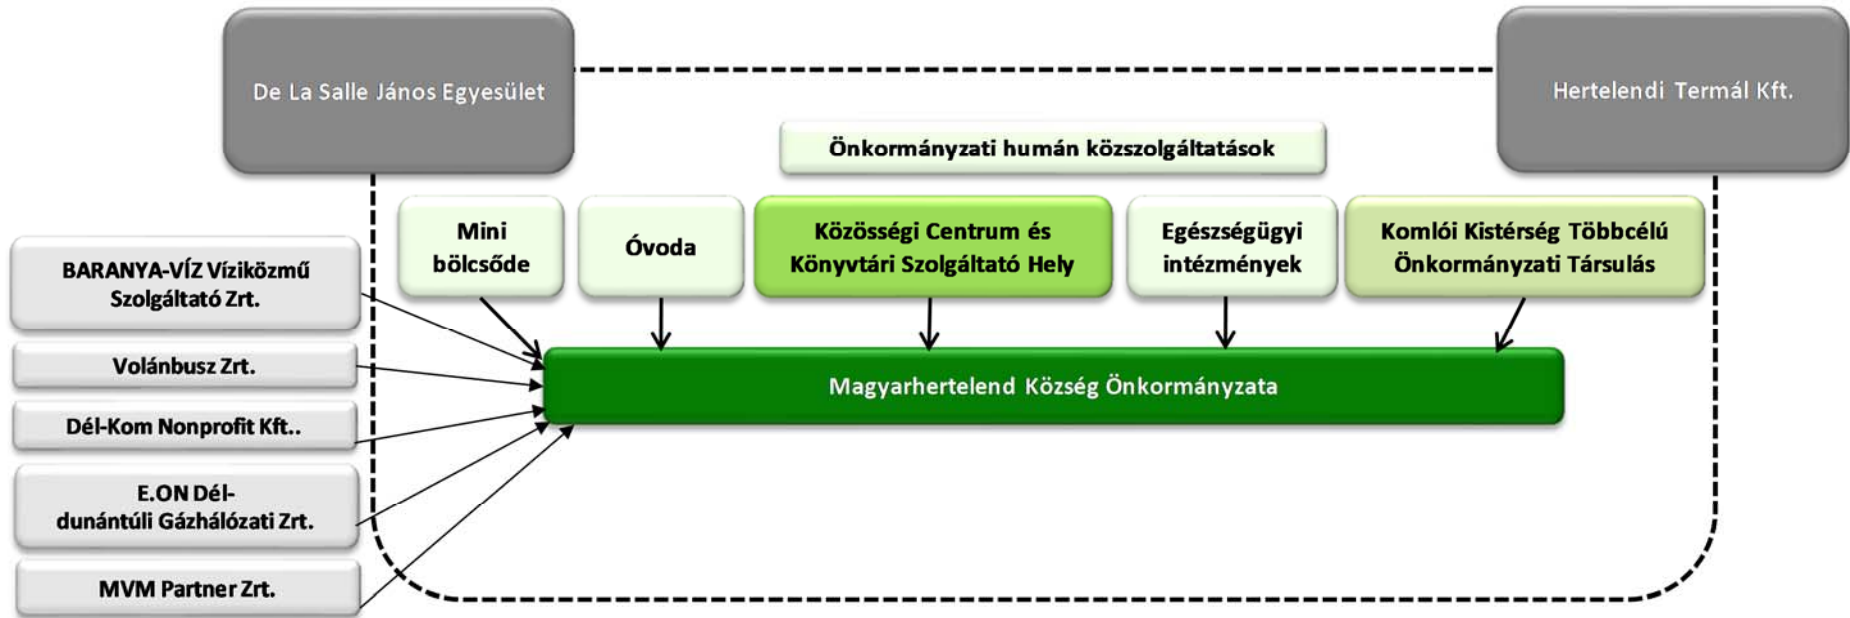 De La Salle János Egyesület
Hertelendi Termál Kft.
Önkormányzati humán közszolgáltatások
Mini
bölcsőde
Óvoda
Közösségi Centrum és
Könyvtári Szolgáltató Hely
Egészségügyi
intézmények
Komlói Kistérség Többcélú
Önkormányzati Társulás
BARANYA-VÍZ Víziközmű
Szolgáltató Zrt.
Volánbusz Zrt.
Dél-Kom Nonprofit Kft..
E.ON Dél-
dunántúli Gázhálózati Zrt.
MVM Partner Zrt.
Magyarhertelend Község Önkormányzata